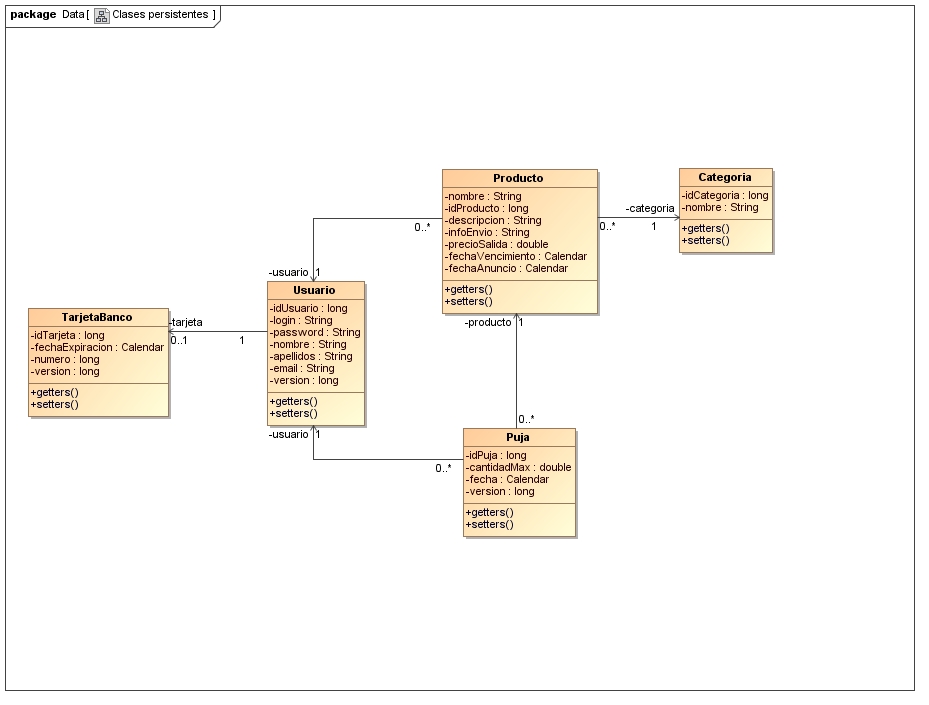 package Data [ Clases persistentes ]
Producto
-nombre : String
-idProducto : long
-descripcion : String
-infoEnvio : String
-precioSalida : double
-fechaVencimiento : Calendar
-fechaAnuncio : Calendar
+getters()
+setters()
Categoria
-idCategoria : long
-nombre : String
+getters()
+setters()
-categoria
0..*
1
0..*
-usuario
1
Usuario
-idUsuario : long
-login : String
-password : String
-nombre : String
-apellidos : String
-email : String
-version : long
+getters()
+setters()
TarjetaBanco
-idTarjeta : long
-fechaExpiracion : Calendar
-numero : long
-version : long
+getters()
+setters()
-tarjeta
0..1
1
-producto
1
0..*
-usuario
1
0..*
Puja
-idPuja : long
-cantidadMax : double
-fecha : Calendar
-version : long
+getters()
+setters()